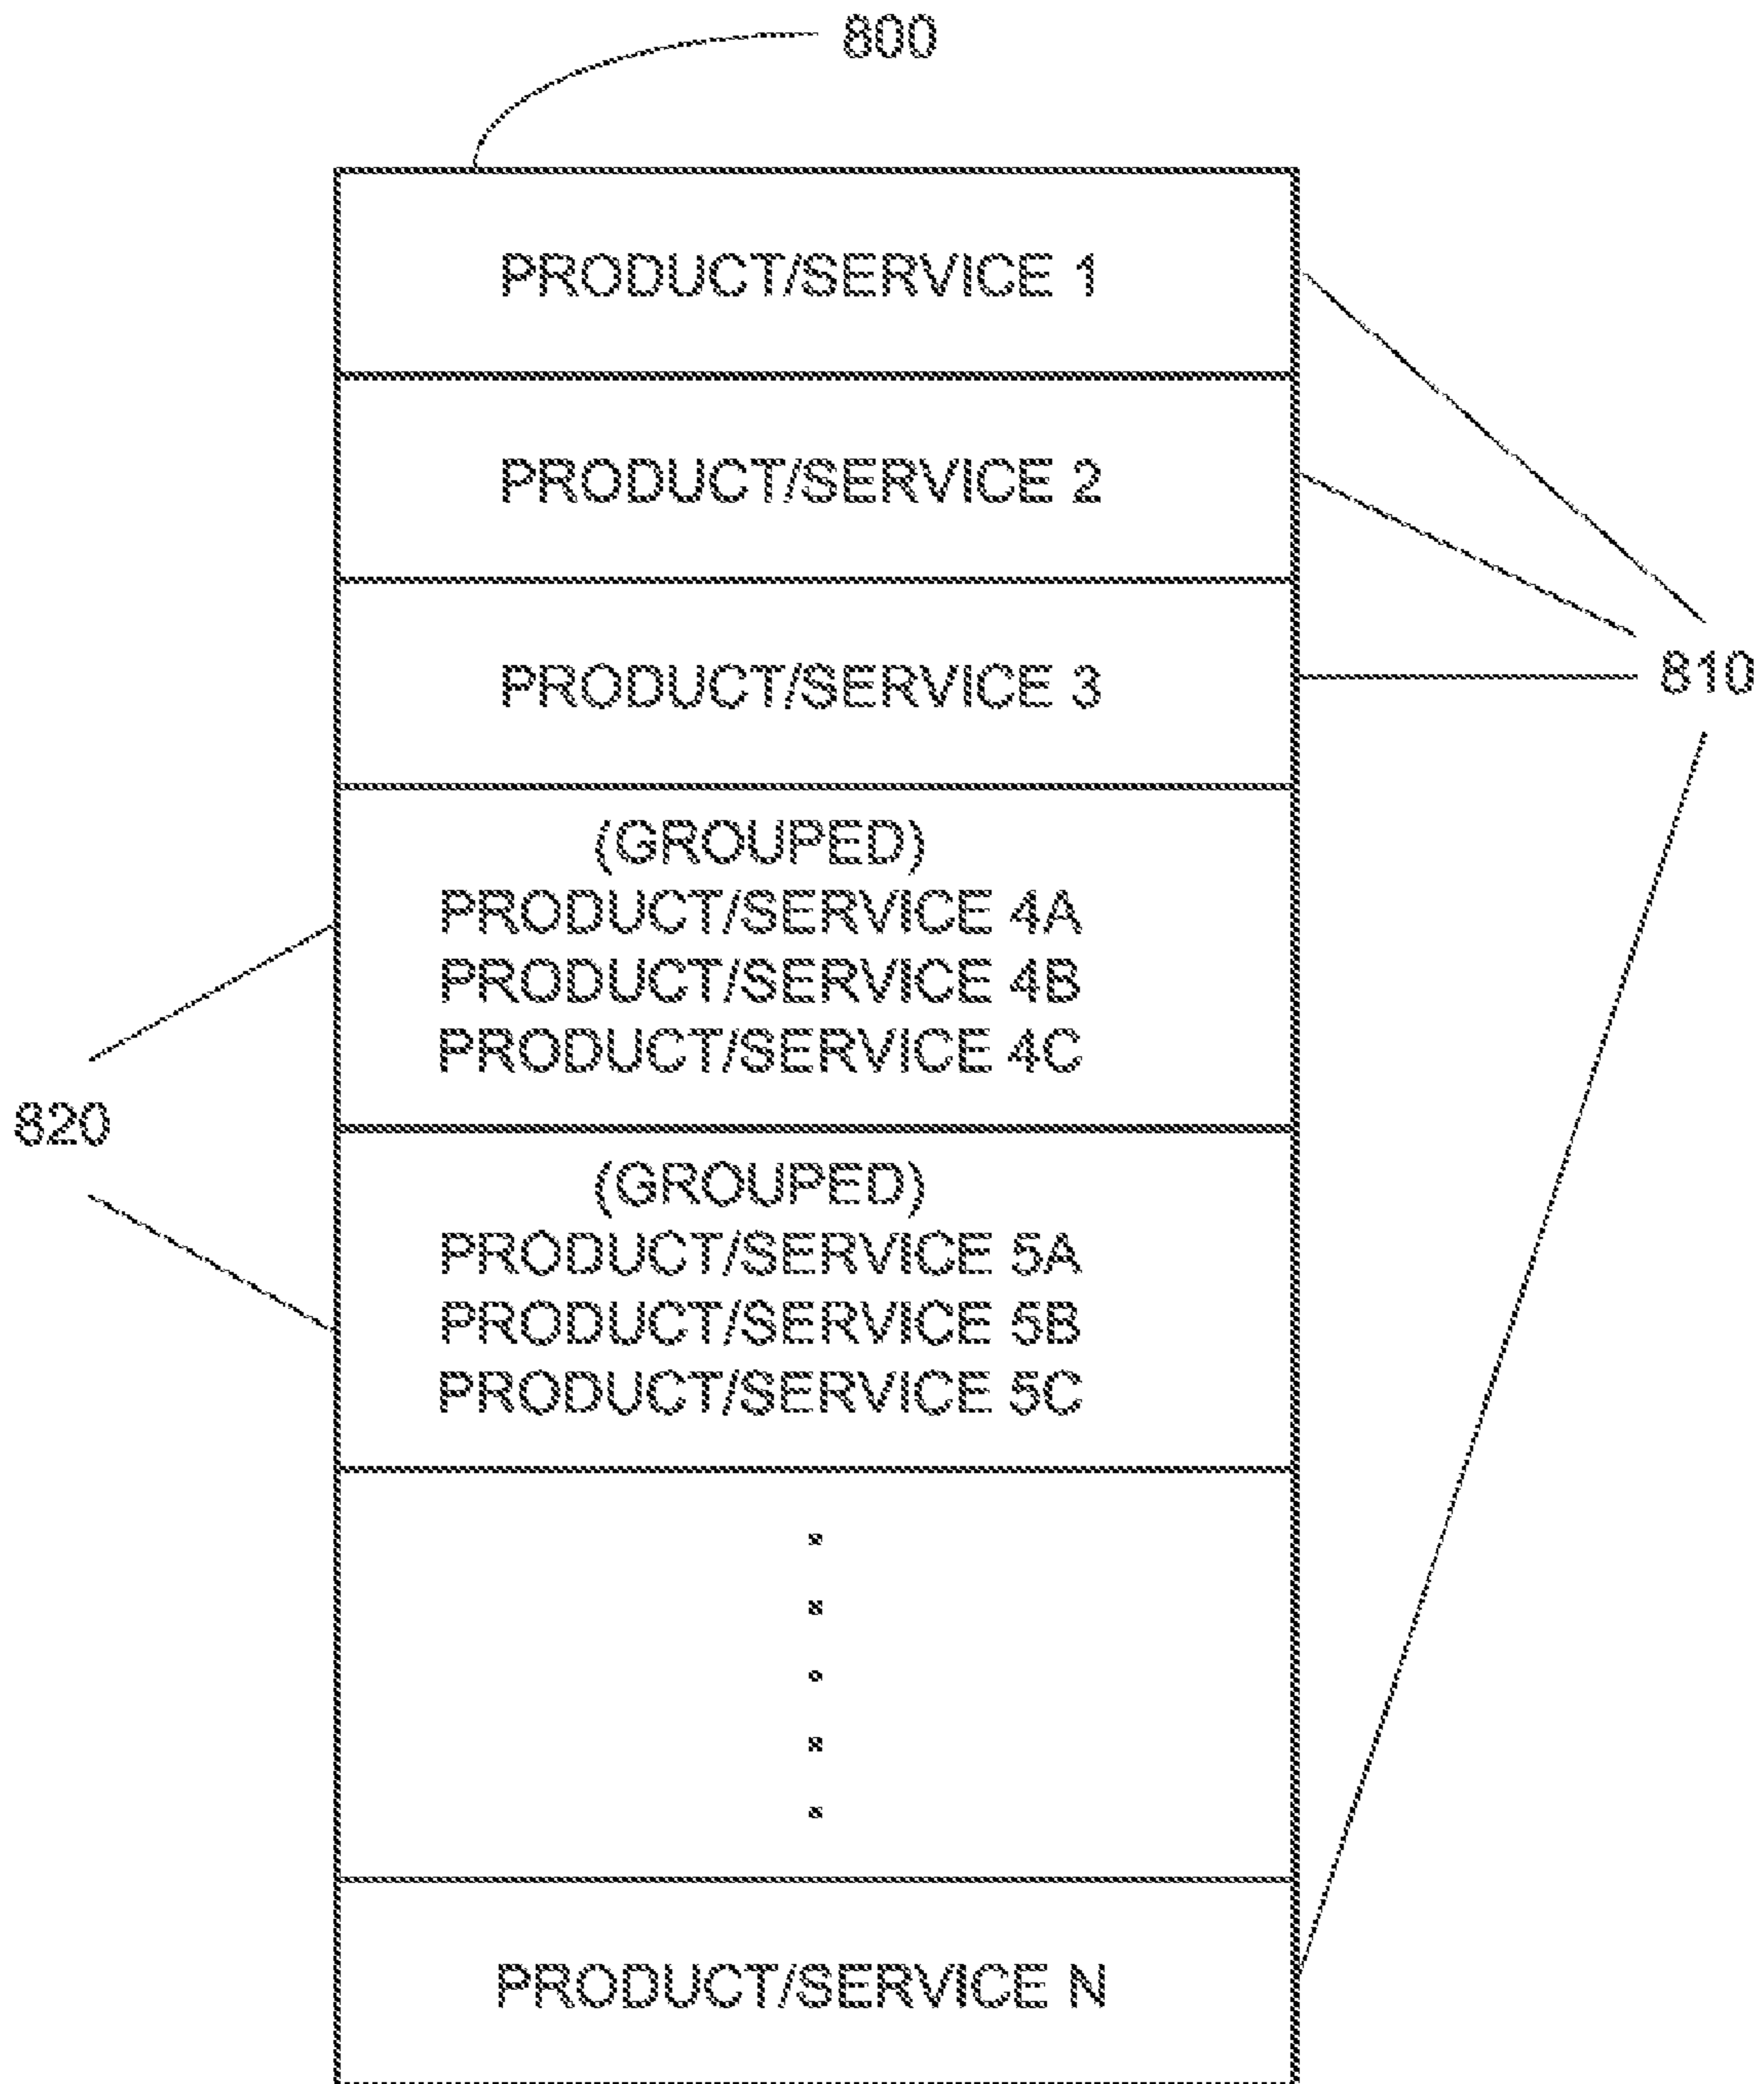 800
PRODUCT/SERVICE 1
PRODUCT/SERVICE 2
PRODUCT/SERVICE 3
810
(GROUPED)
PRODUCT/SERVICE 4A
PRODUCT/SERVICE 4B
PRODUCT/SERVICE 4C
820
(GROUPED)
PRODUCT/SERVICE 5A
PRODUCT/SERVICE 5B
PRODUCT/SERVICE 5C
PRODUCT/SERVICE N